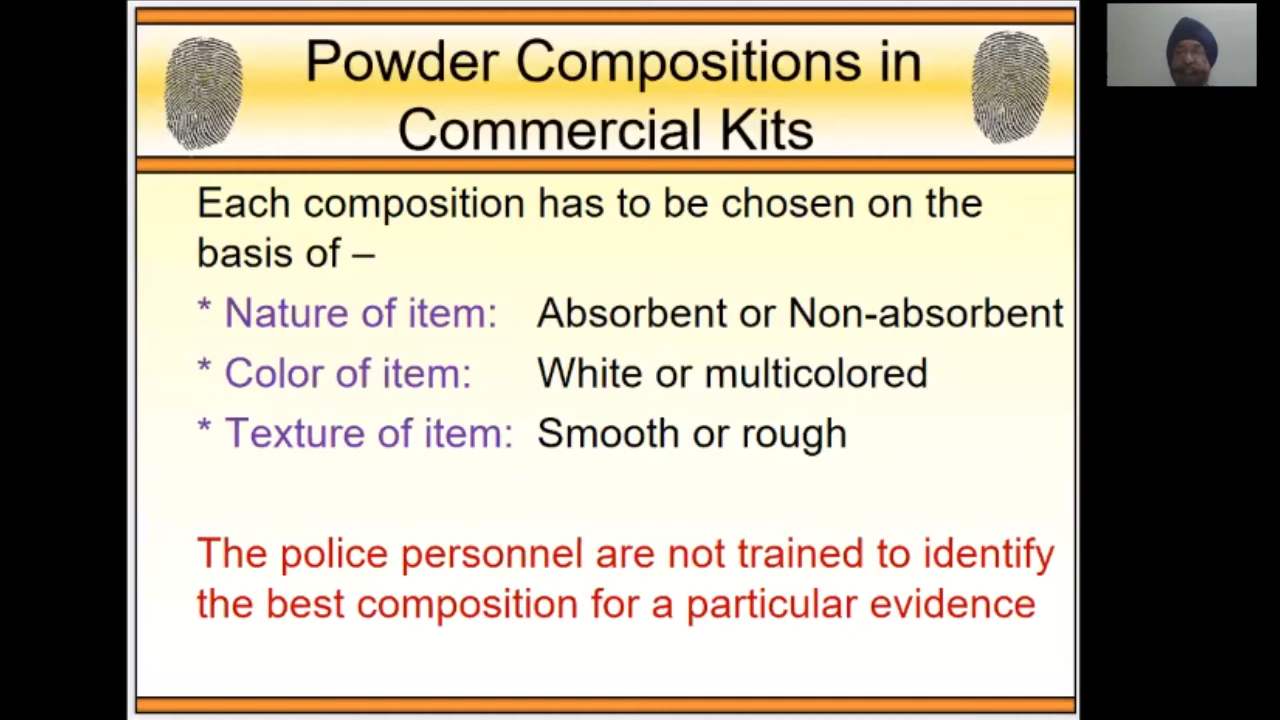 Powder Compositions in
Commercial Kits
Each composition has to be chosen on the
basis of –
* Nature of item: Absorbent or Non-absorbent
* Color of item: White or multicolored
* Texture of item: Smooth or rough
The police personnel are not trained to identify
the best composition for a particular evidence